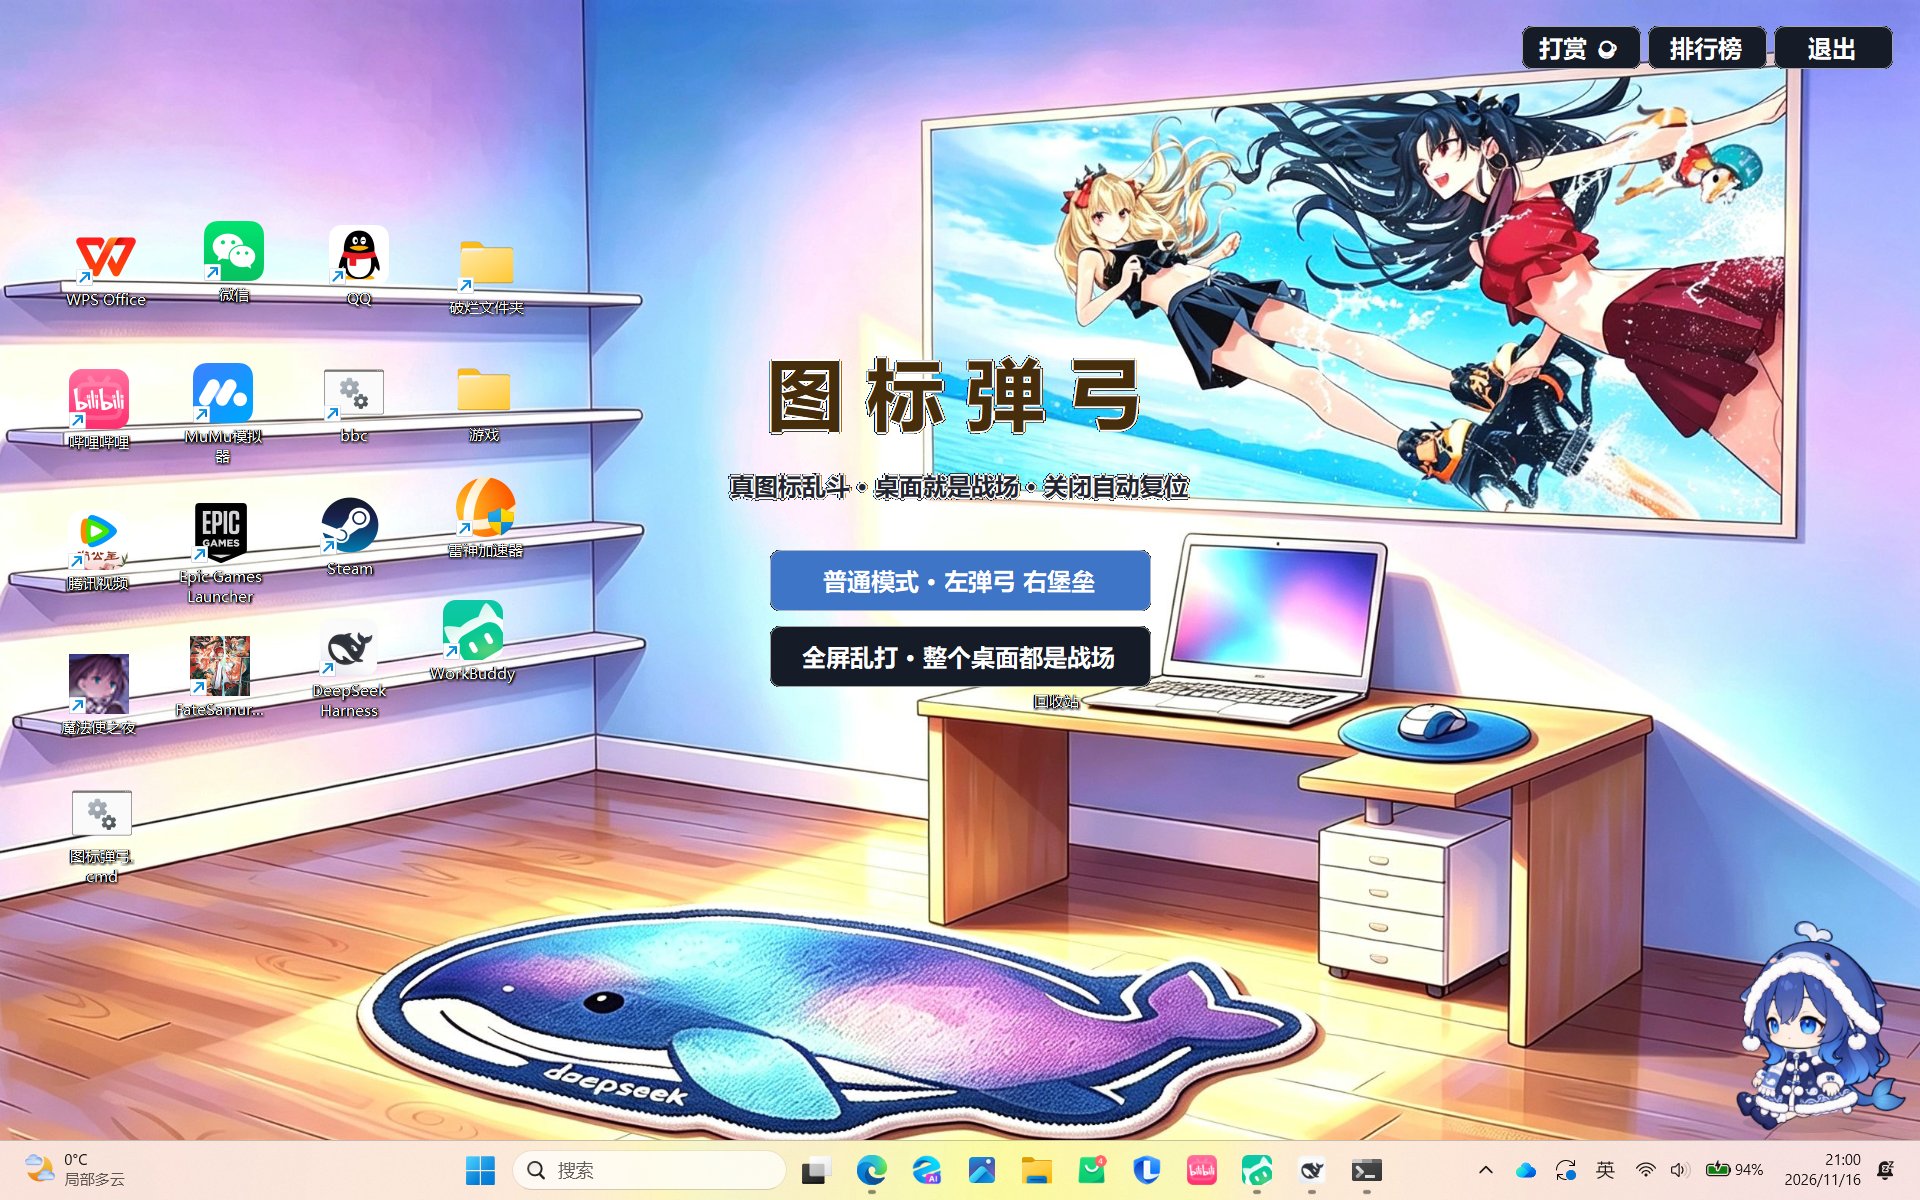 打赏
排行榜
退出
WPS Office
微信
QQ
破烂文件夹
bilibili
哔哩哔哩
MuMu模拟器
bbc
游戏
图标弹弓
真图标乱斗·桌面就是战场·关闭自动复位
腾讯视频
EPIC
GAMES
Epic Games
Launcher
Steam
雷神加速器
普通模式·左弹弓 右堡垒
全屏乱打·整个桌面都是战场
回收站
魔法使之夜
FateSamur...
DeepSeek
Harness
WorkBuddy
图标弹弓.
cmd
deepseek
0°C
局部多云
搜索
AI
bilibili
4
英
94%
21:00
2026/11/16